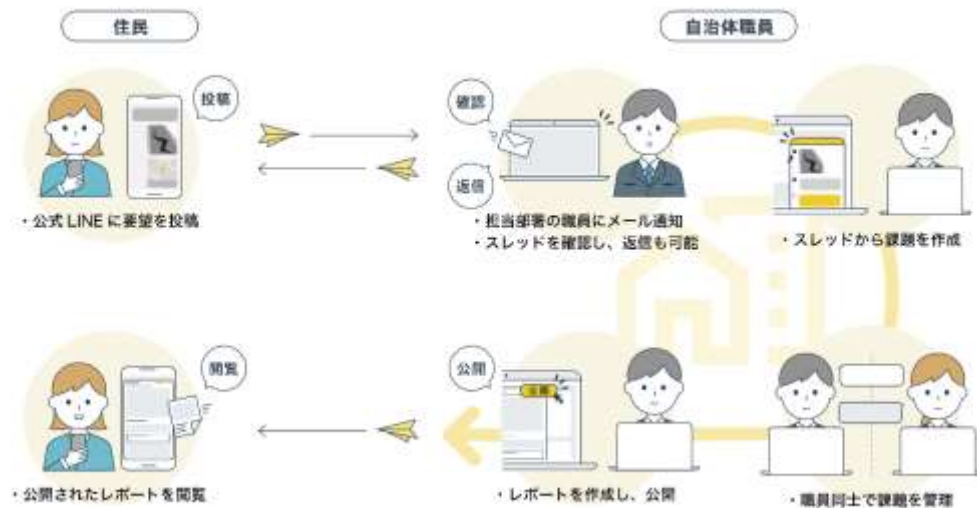 住民
自治体職員
投稿
確認
返信
・公式 LINE に要望を投稿
・担当部署の職員にメール通知
・スレッドを確認し、返信も可能
・スレッドから課題を作成
閲覧
公開
・公開されたレポートを閲覧
・レポートを作成し、公開
・職員同士で課題を管理